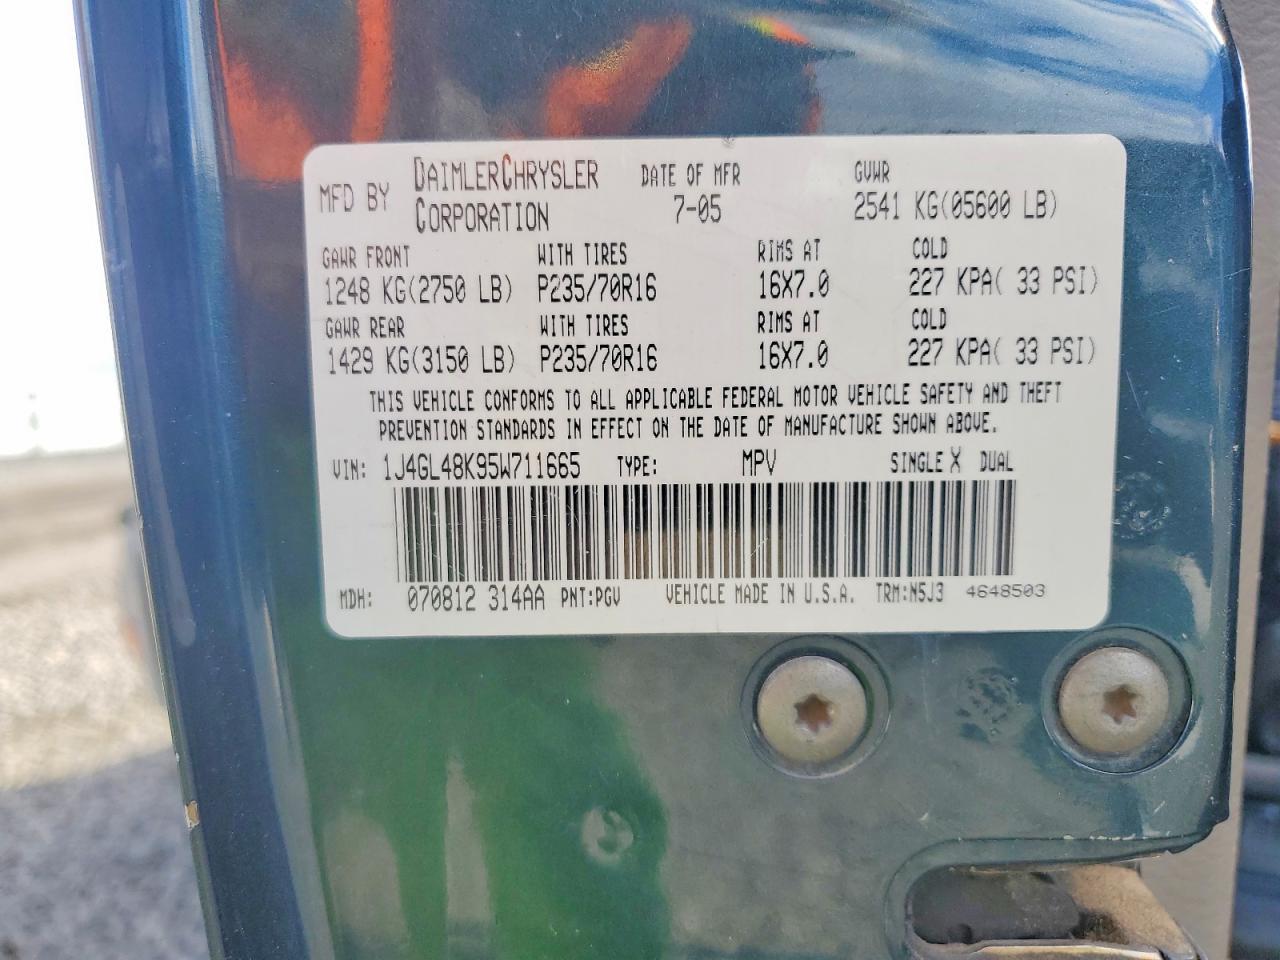 MFD BY DAIMLERCHRYSLER CORPORATION DATE OF MFR 7-05 GVWR 2541 KG(05600 LB)
GAWR FRONT WITH TIRES RIMS AT COLD
1248 KG(2750 LB) P235/70R16 16X7.0 227 KPA( 33 PSI)
GAWR REAR WITH TIRES RIMS AT COLD
1429 KG(3150 LB) P235/70R16 16X7.0 227 KPA( 33 PSI)
THIS VEHICLE CONFORMS TO ALL APPLICABLE FEDERAL MOTOR VEHICLE SAFETY AND THEFT
PREVENTION STANDARDS IN EFFECT ON THE DATE OF MANUFACTURE SHOWN ABOVE.
VIN: 1J4GL48K95W711665 TYPE: MPV SINGLE X DUAL
MDH: 070812 314AA PNT:PGV VEHICLE MADE IN U.S.A. TRM:N5J3 4648503